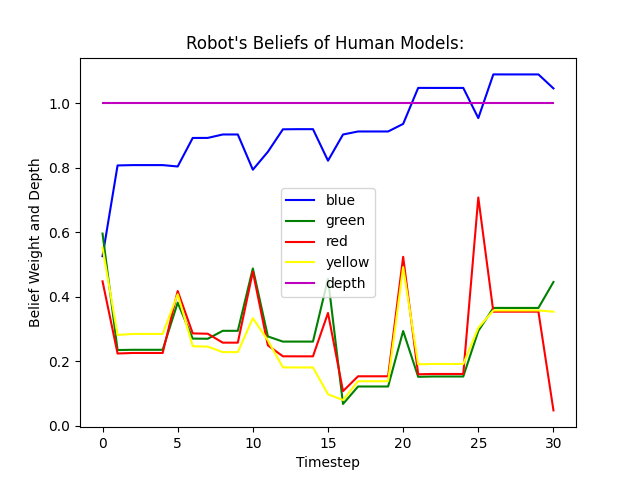 Robot's Beliefs of Human Models:
Belief Weight and Depth
1.0
0.8
0.6
0.4
0.2
0.0
blue
green
red
yellow
depth
0 5 10 15 20 25 30
Timestep